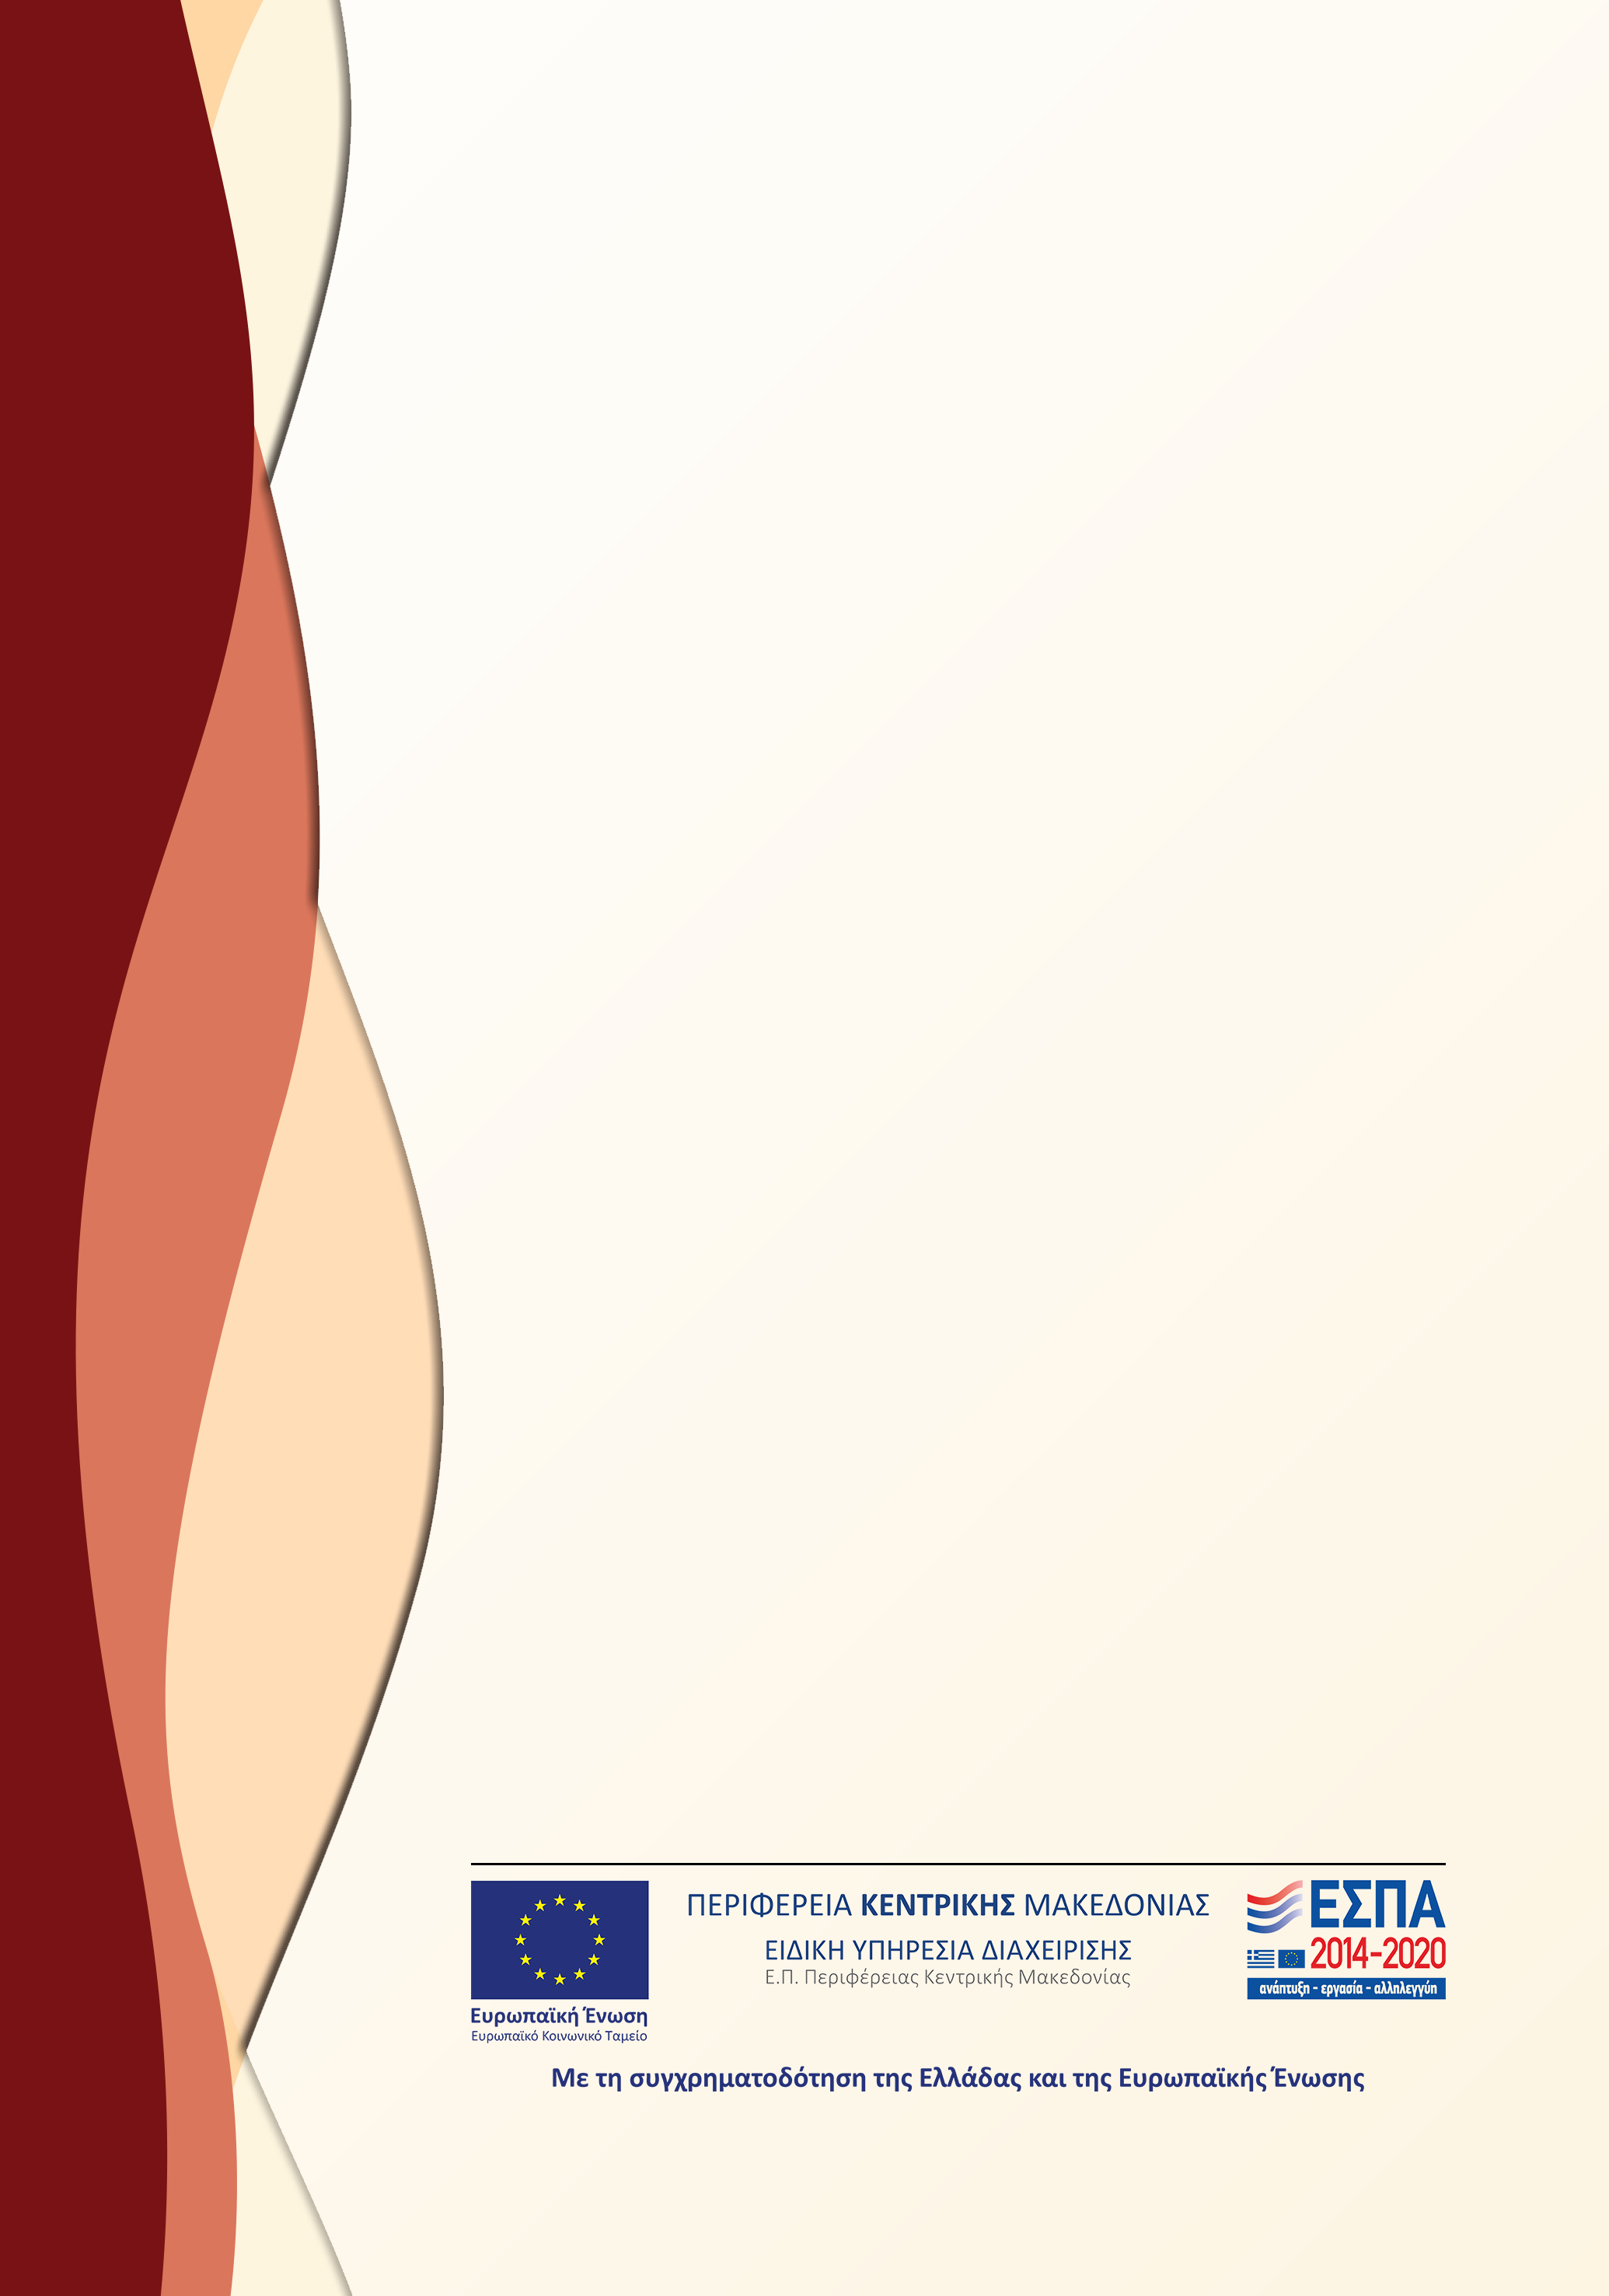 ΠΕΡΙΦΕΡΕΙΑ ΚΕΝΤΡΙΚΗΣ ΜΑΚΕΔΟΝΙΑΣ
ΕΙΔΙΚΗ ΥΠΗΡΕΣΙΑ ΔΙΑΧΕΙΡΙΣΗΣ
Ε.Π. Περιφέρειας Κεντρικής Μακεδονίας
Ευρωπαϊκή Ένωση
Ευρωπαϊκό Κοινωνικό Ταμείο
ΕΣΠΑ
2014-2020
ανάπτυξη - εργασία - αλληλεγγύη
Με τη συγχρηματοδότηση της Ελλάδας και της Ευρωπαϊκής Ένωσης